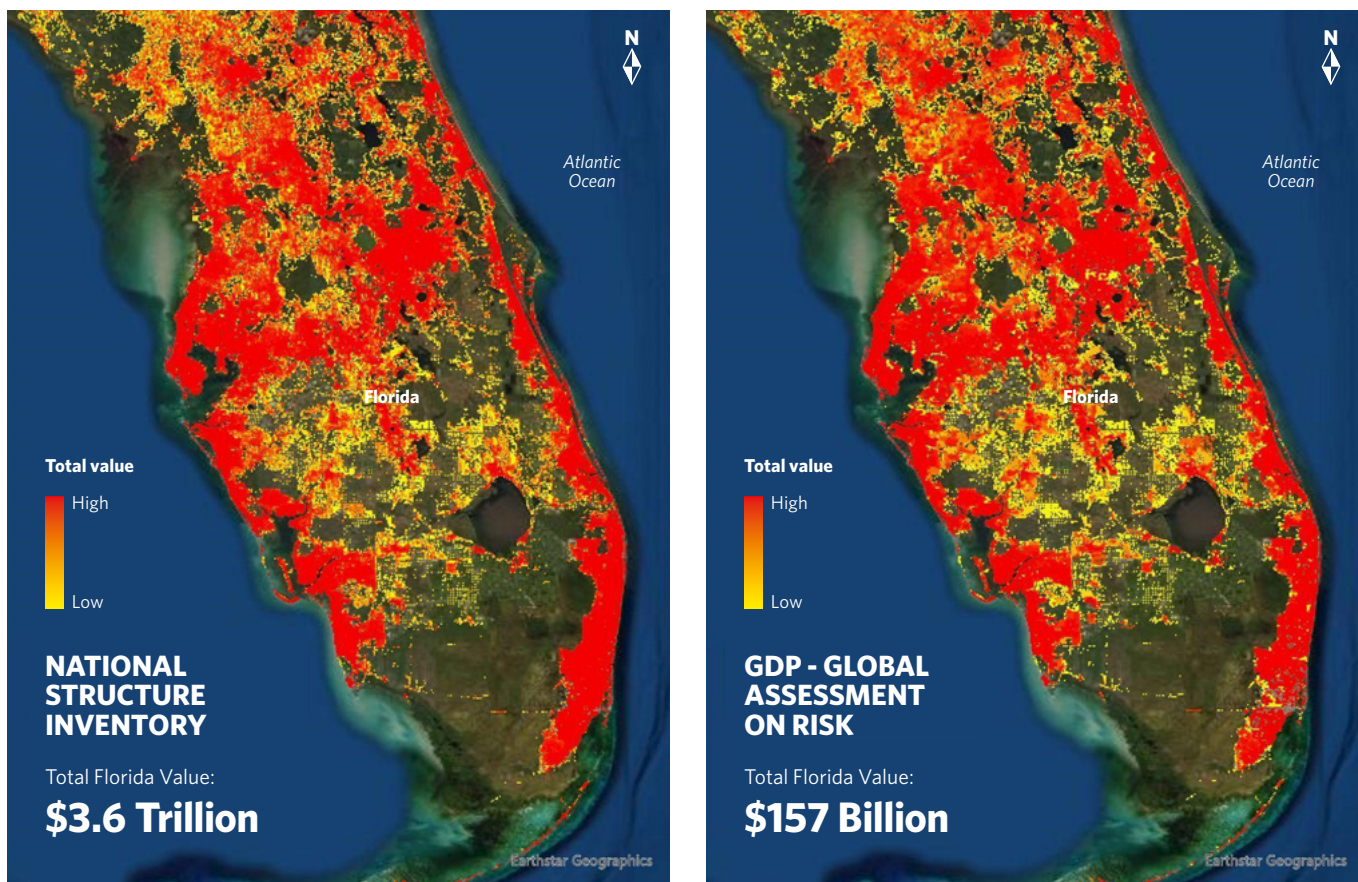 N
Atlantic
Ocean
Florida
Total value
High
Low
NATIONAL
STRUCTURE
INVENTORY
Total Florida Value:
$3.6 Trillion
Earthstar Geographics
N
Atlantic
Ocean
Florida
Total value
High
Low
GDP - GLOBAL
ASSESSMENT
ON RISK
Total Florida Value:
$157 Billion
Earthstar Geographics